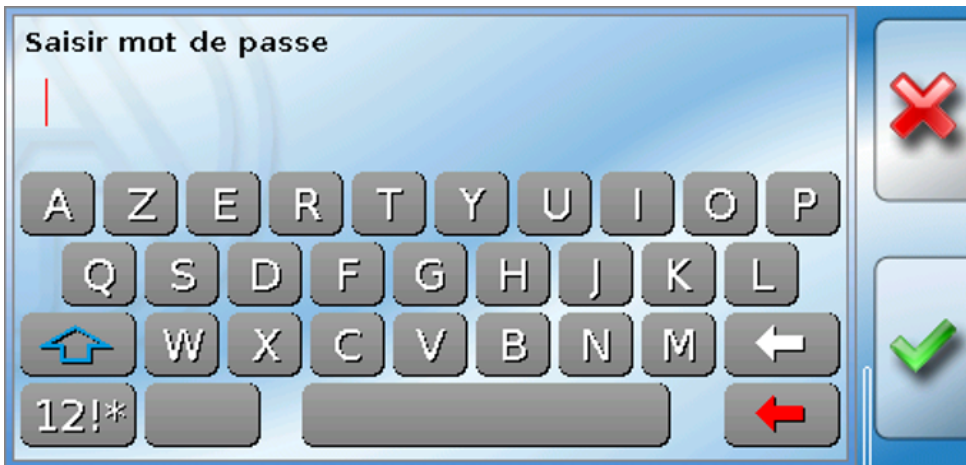 Saisir mot de passe
A Z E R T Y U I O P
Q S D F G H J K L
W X C V B N M
12!*